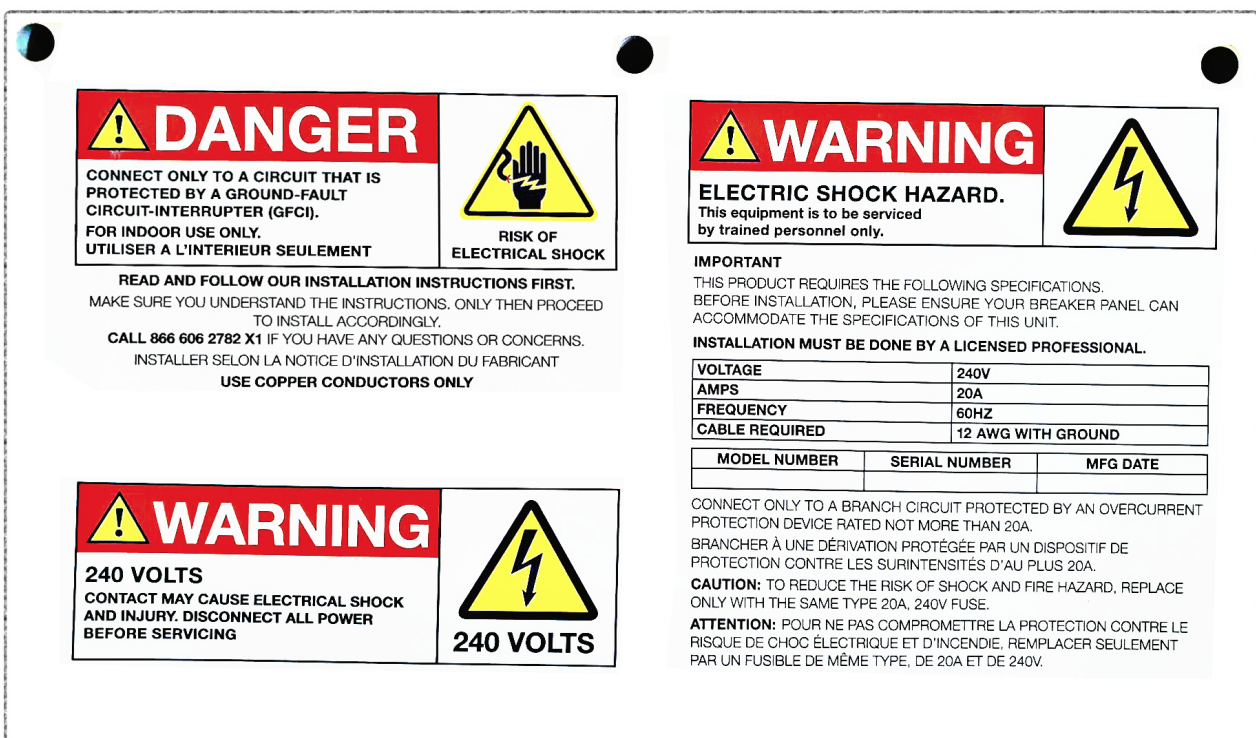 DANGER
CONNECT ONLY TO A CIRCUIT THAT IS
PROTECTED BY A GROUND-FAULT
CIRCUIT-INTERRUPTER (GFCI).
FOR INDOOR USE ONLY.
UTILISER A L'INTERIEUR SEULEMENT
RISK OF
ELECTRICAL SHOCK
READ AND FOLLOW OUR INSTALLATION INSTRUCTIONS FIRST.
MAKE SURE YOU UNDERSTAND THE INSTRUCTIONS. ONLY THEN PROCEED
TO INSTALL ACCORDINGLY.
CALL 866 606 2782 X1 IF YOU HAVE ANY QUESTIONS OR CONCERNS.
INSTALLER SELON LA NOTICE D'INSTALLATION DU FABRICANT
USE COPPER CONDUCTORS ONLY
WARNING
240 VOLTS
CONTACT MAY CAUSE ELECTRICAL SHOCK
AND INJURY. DISCONNECT ALL POWER
BEFORE SERVICING
240 VOLTS
WARNING
ELECTRIC SHOCK HAZARD.
This equipment is to be serviced
by trained personnel only.
IMPORTANT
THIS PRODUCT REQUIRES THE FOLLOWING SPECIFICATIONS.
BEFORE INSTALLATION, PLEASE ENSURE YOUR BREAKER PANEL CAN
ACCOMMODATE THE SPECIFICATIONS OF THIS UNIT.
INSTALLATION MUST BE DONE BY A LICENSED PROFESSIONAL.
VOLTAGE 240V
AMPS 20A
FREQUENCY 60HZ
CABLE REQUIRED 12 AWG WITH GROUND
MODEL NUMBER SERIAL NUMBER MFG DATE
CONNECT ONLY TO A BRANCH CIRCUIT PROTECTED BY AN OVERCURRENT
PROTECTION DEVICE RATED NOT MORE THAN 20A.
BRANCHER À UNE DÉRIVATION PROTÉGÉE PAR UN DISPOSITIF DE
PROTECTION CONTRE LES SURINTENSITÉS D'AU PLUS 20A.
CAUTION: TO REDUCE THE RISK OF SHOCK AND FIRE HAZARD, REPLACE
ONLY WITH THE SAME TYPE 20A, 240V FUSE.
ATTENTION: POUR NE PAS COMPROMETTRE LA PROTECTION CONTRE LE
RISQUE DE CHOC ÉLECTRIQUE ET D'INCENDIE, REMPLACER SEULEMENT
PAR UN FUSIBLE DE MÊME TYPE, DE 20A ET DE 240V.